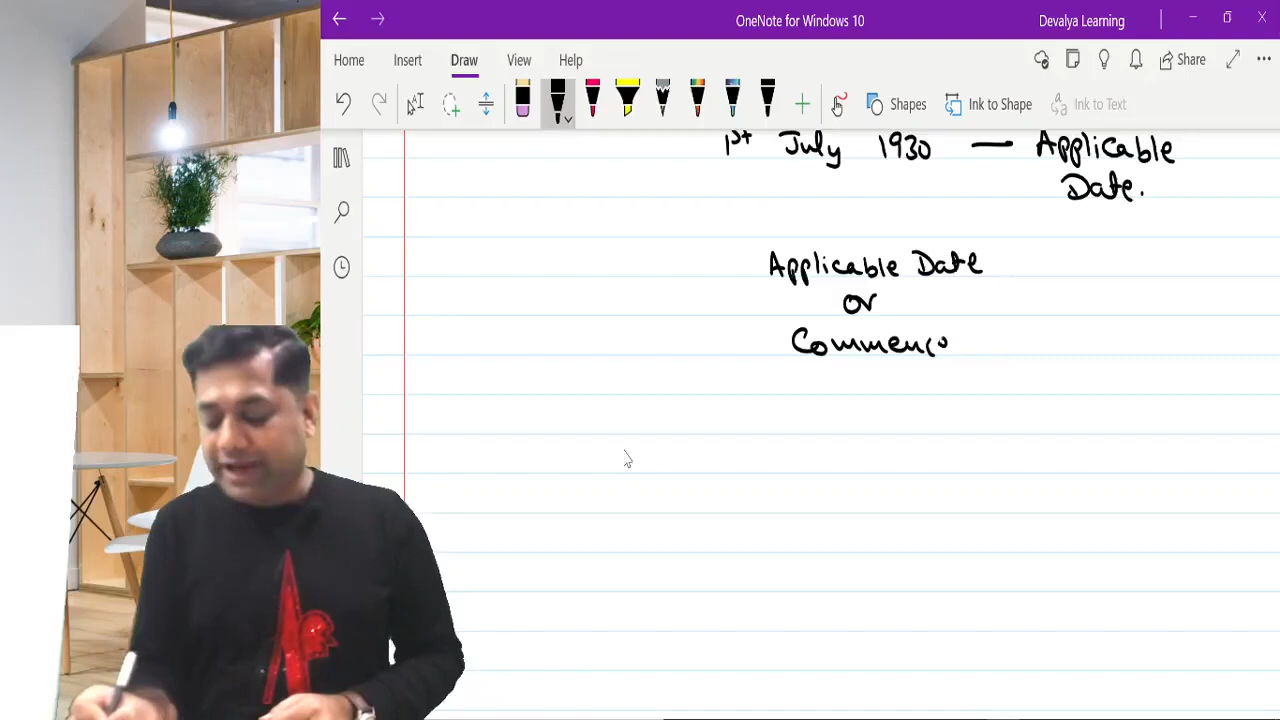 OneNote for Windows 10
Devalya Learning
Home Insert Draw View Help
Share
Shapes
Ink to Shape
Ink to Text
1st July 1930 — Applicable
Date.
Applicable Date
or
Commenc